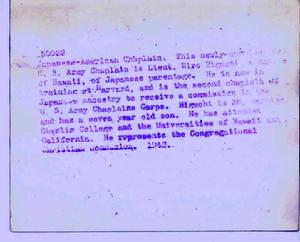 Japanese-American Chaplain. This newly
U. S. Army Chaplain is Lieut. Hiro Higuchi,
of Hawaii, of Japanese parentage. He is now in
training at Harvard, and is the second chaplain of
Japanese ancestry to receive a commission in the
U. S. Army Chaplains Corps. Higuchi is
and has a seven year old son. He has attended
Oberlin College and the Universities of Hawaii and
California. He represents the Congregational
Christian Communion. 1943.